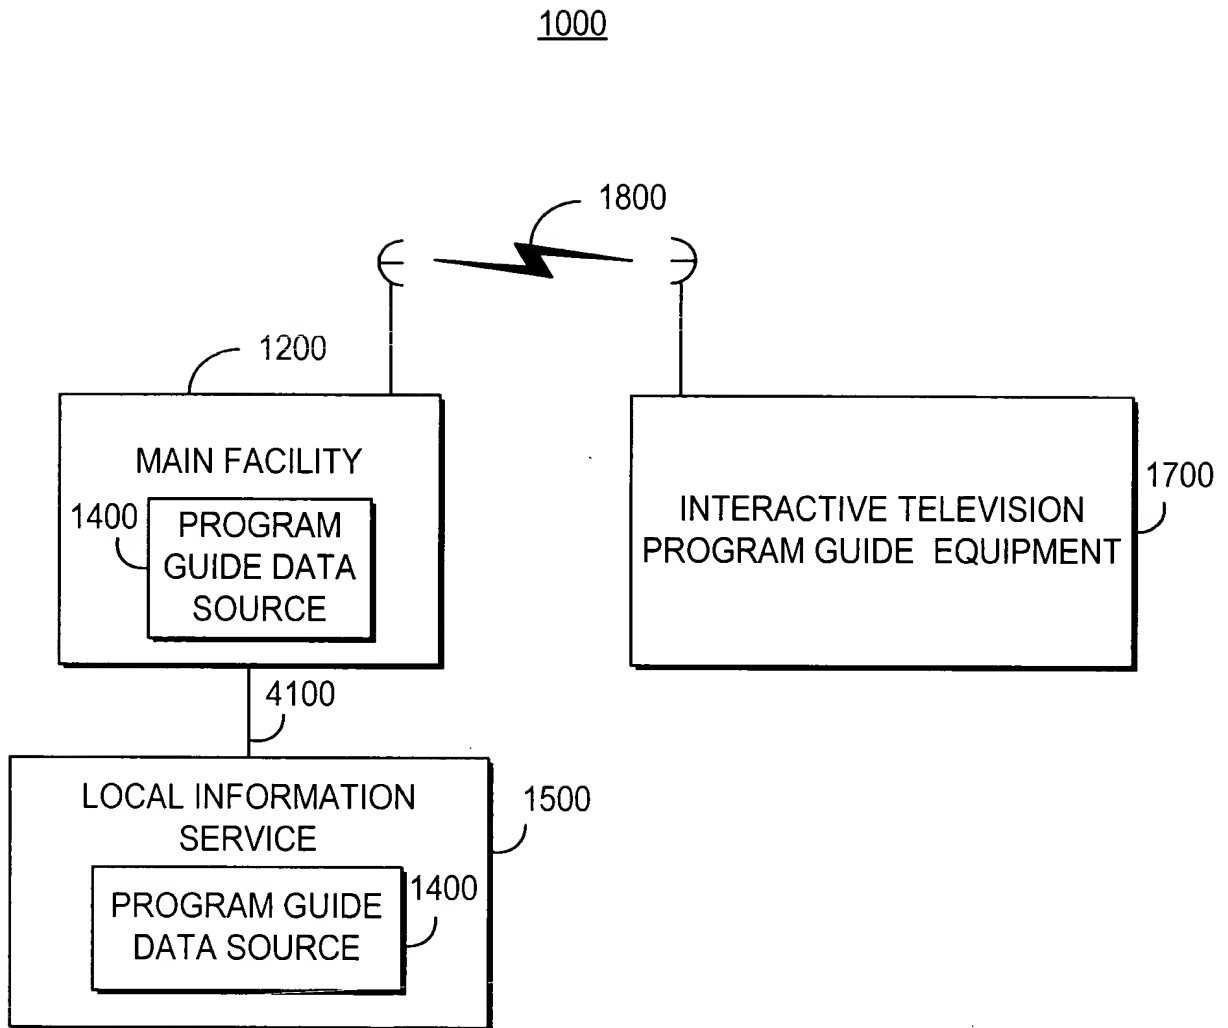 1000
1800
1200
MAIN FACILITY
1400
PROGRAM
GUIDE DATA
SOURCE
INTERACTIVE TELEVISION
PROGRAM GUIDE EQUIPMENT
1700
4100
LOCAL INFORMATION
SERVICE
1500
PROGRAM GUIDE
DATA SOURCE
1400